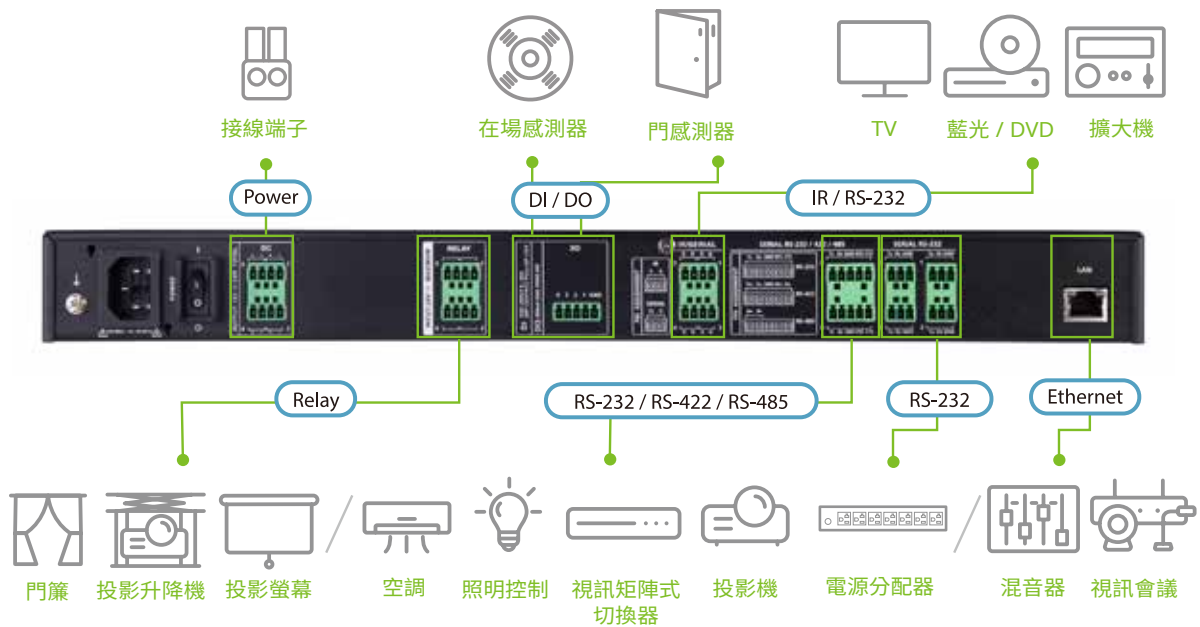 接線端子
在場感測器
門感測器
TV
藍光 / DVD
擴大機
Power
DI / DO
IR / RS-232
DC
RELAY
SERIAL RS-232 / 422 / 485
SERIAL RS-232
LAN
POWER
Relay
RS-232 / RS-422 / RS-485
RS-232
Ethernet
門簾
投影升降機
投影螢幕
空調
照明控制
視訊矩陣式
切換器
投影機
電源分配器
混音器
視訊會議